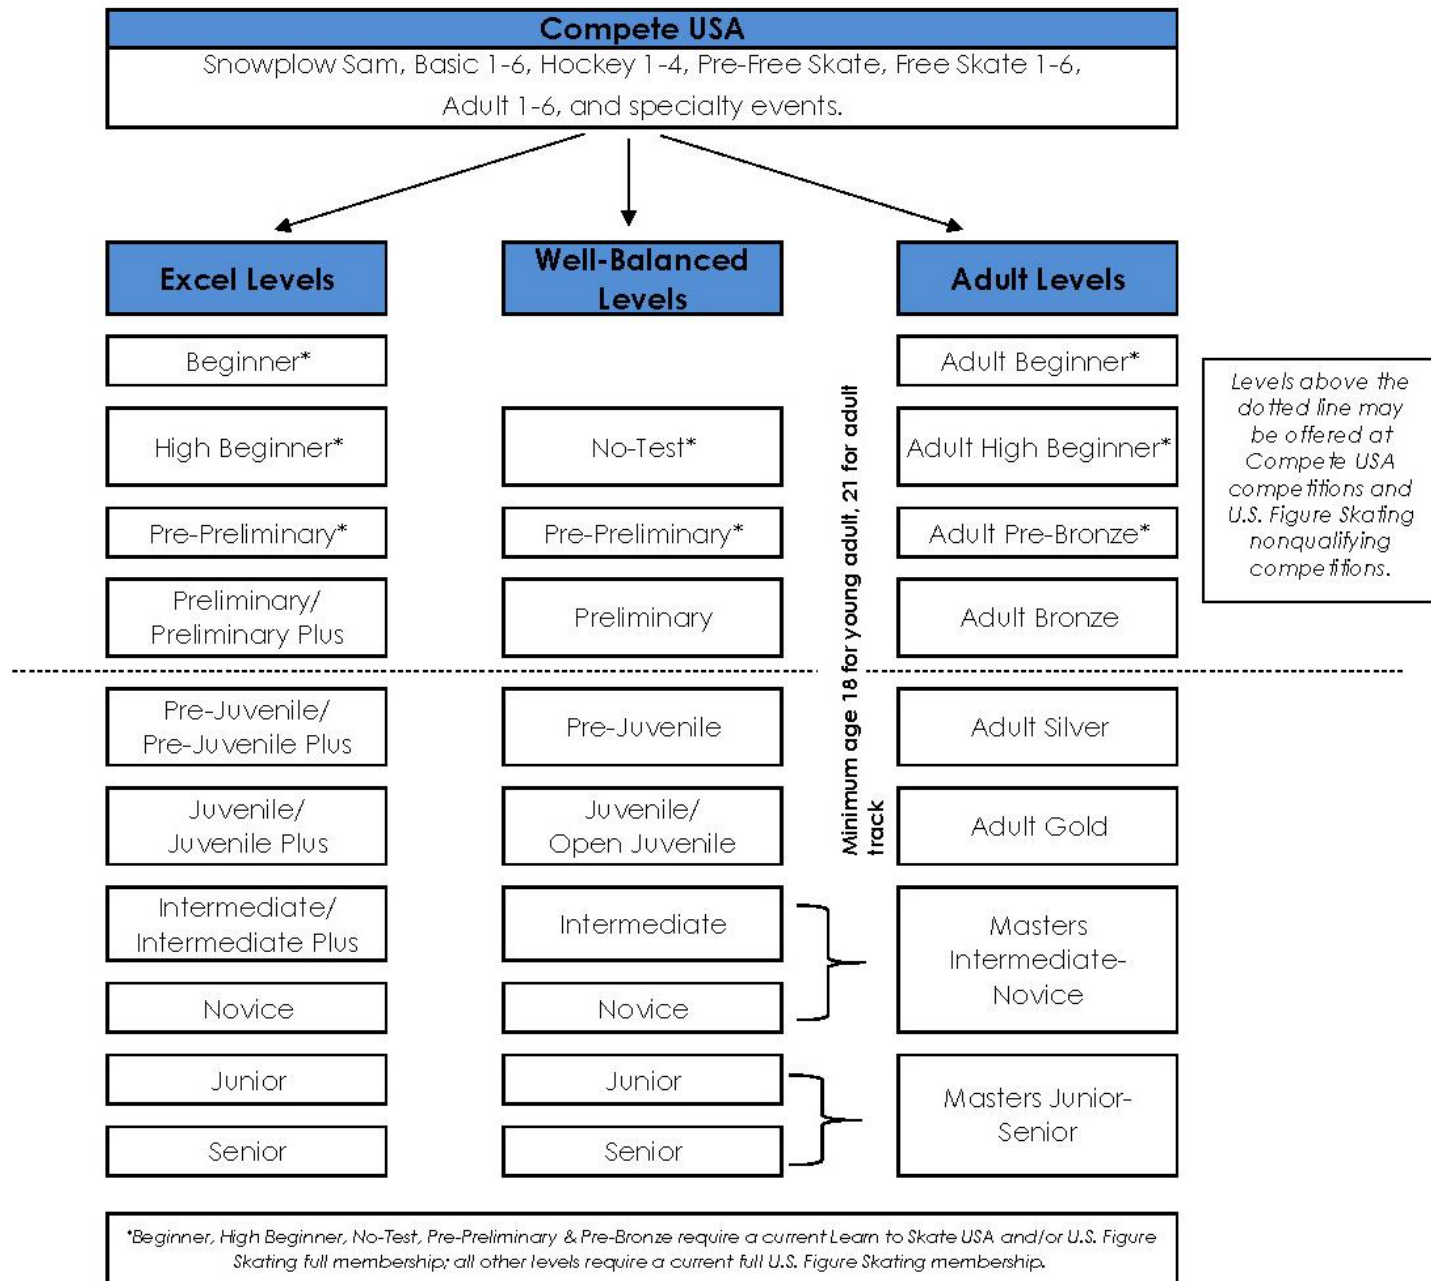 Compete USA
Snowplow Sam, Basic 1-6, Hockey 1-4, Pre-Free Skate, Free Skate 1-6,
Adult 1-6, and specialty events.
Excel Levels
Beginner*
High Beginner*
Pre-Preliminary*
Preliminary/
Preliminary Plus
Pre-Juvenile/
Pre-Juvenile Plus
Juvenile/
Juvenile Plus
Intermediate/
Intermediate Plus
Novice
Junior
Senior
Well-Balanced
Levels
No-Test*
Pre-Preliminary*
Preliminary
Pre-Juvenile
Juvenile/
Open Juvenile
Intermediate
Novice
Junior
Senior
Minimum age 18 for young adult, 21 for adult
track
Adult Levels
Adult Beginner*
Adult High Beginner*
Adult Pre-Bronze*
Adult Bronze
Adult Silver
Adult Gold
Masters
Intermediate-
Novice
Masters Junior-
Senior
Levels above the
dotted line may
be offered at
Compete USA
competitions and
U.S. Figure Skating
nonqualifying
competitions.
*Beginner, High Beginner, No-Test, Pre-Preliminary & Pre-Bronze require a current Learn to Skate USA and/or U.S. Figure
Skating full membership; all other levels require a current full U.S. Figure Skating membership.